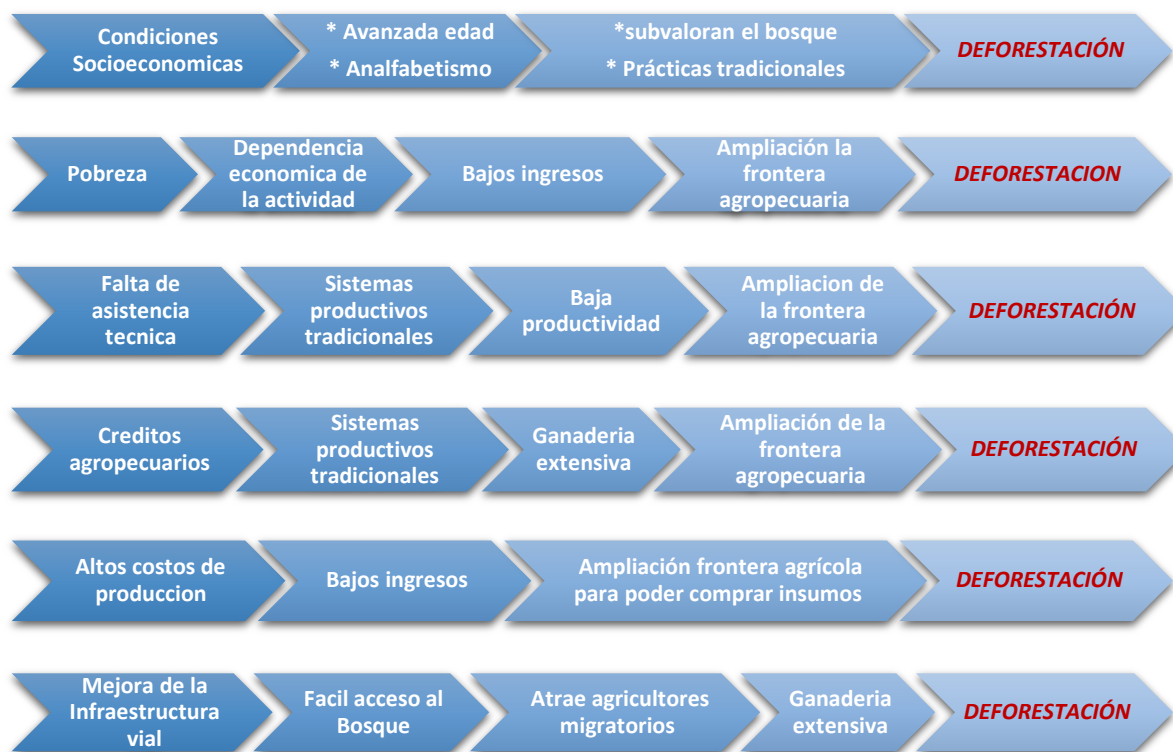 Condiciones
Socioeconomicas
* Avanzada edad
* Analfabetismo
*subvaloran el bosque
* Prácticas tradicionales
DEFORESTACIÓN
Pobreza
Dependencia
economica de
la actividad
Bajos ingresos
Ampliación la
frontera
agropecuaria
DEFORESTACION
Falta de
asistencia
tecnica
Sistemas
productivos
tradicionales
Baja
productividad
Ampliacion de
la frontera
agropecuaria
DEFORESTACIÓN
Creditos
agropecuarios
Sistemas
productivos
tradicionales
Ganaderia
extensiva
Ampliación de la
frontera
agropecuaria
DEFORESTACIÓN
Altos costos de
produccion
Bajos ingresos
Ampliación frontera agrícola
para poder comprar insumos
DEFORESTACIÓN
Mejora de la
Infraestructura
vial
Facil acceso al
Bosque
Atrae agricultores
migratorios
Ganaderia
extensiva
DEFORESTACIÓN